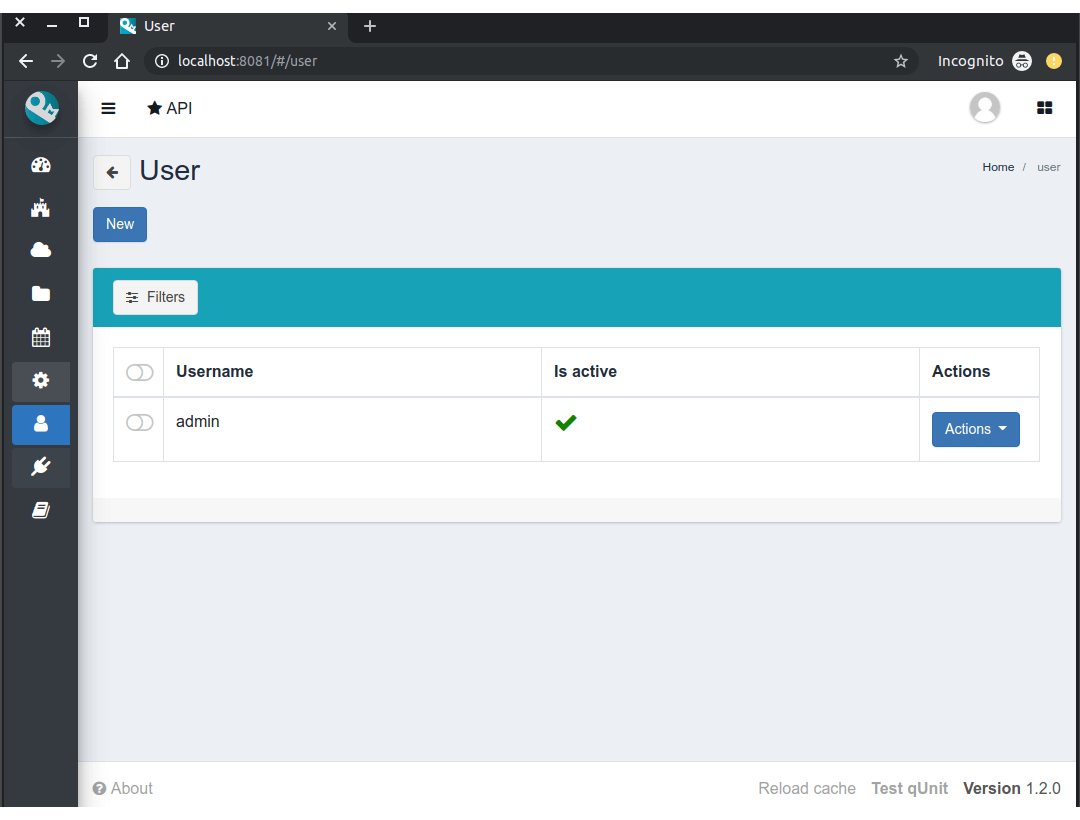 User
localhost:8081/#/user
Incognito
API
User
Home / user
New
Filters
Username Is active Actions
admin Actions
About Reload cache Test qUnit Version 1.2.0